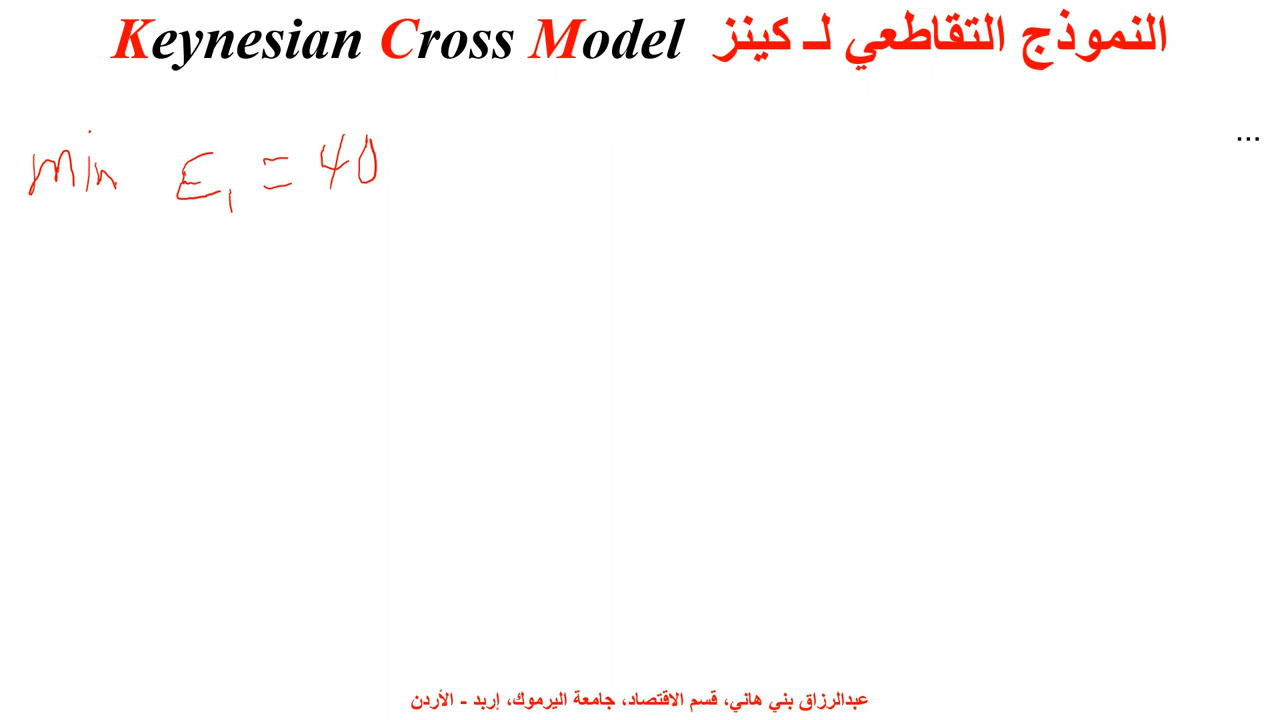 Keynesian Cross Model النموذج التقاطعي لـ كينز
...
min E₁ = 40
عبدالرزاق بني هاني، قسم الاقتصاد، جامعة اليرموك، إربد - الأردن